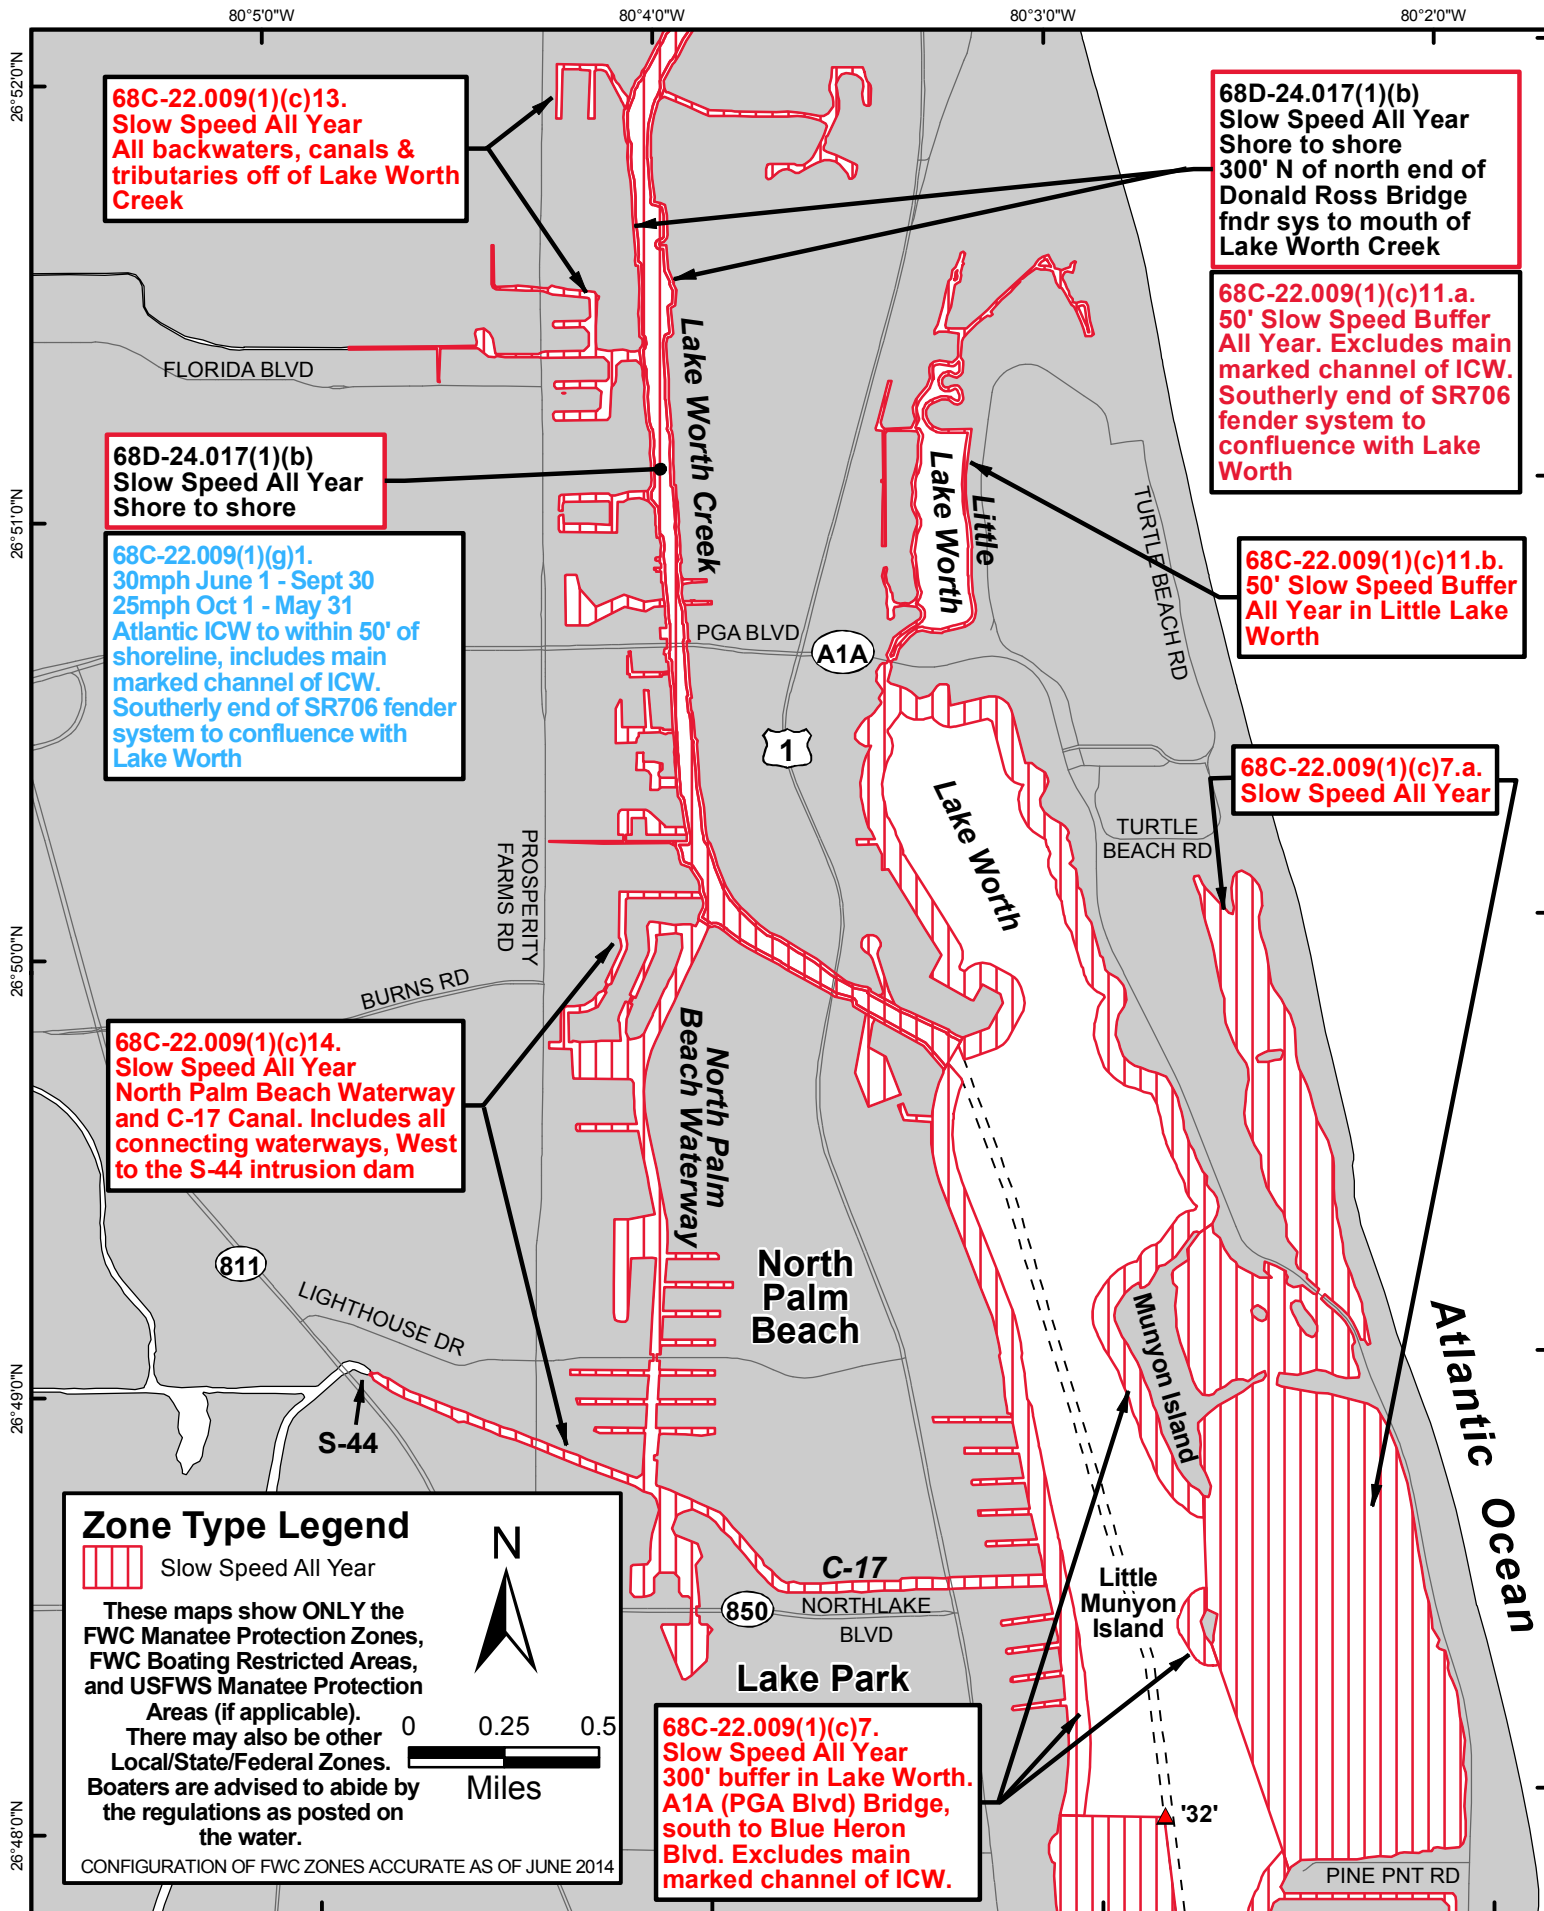 80°5'0"W
80°4'0"W
80°3'0"W
80°2'0"W
26°52'0"N
26°51'0"N
26°50'0"N
26°49'0"N
26°48'0"N
68C-22.009(1)(c)13.
Slow Speed All Year
All backwaters, canals &
tributaries off of Lake Worth
Creek
68D-24.017(1)(b)
Slow Speed All Year
Shore to shore
300' N of north end of
Donald Ross Bridge
fndr sys to mouth of
Lake Worth Creek
68C-22.009(1)(c)11.a.
50' Slow Speed Buffer
All Year. Excludes main
marked channel of ICW.
Southerly end of SR706
fender system to
confluence with Lake
Worth
FLORIDA BLVD
Lake Worth Creek
68D-24.017(1)(b)
Slow Speed All Year
Shore to shore
68C-22.009(1)(g)1.
30mph June 1 - Sept 30
25mph Oct 1 - May 31
Atlantic ICW to within 50' of
shoreline, includes main
marked channel of ICW.
Southerly end of SR706 fender
system to confluence with
Lake Worth
Little
Lake Worth
TURTLE BEACH RD
68C-22.009(1)(c)11.b.
50' Slow Speed Buffer
All Year in Little Lake
Worth
PGA BLVD
A1A
1
68C-22.009(1)(c)7.a.
Slow Speed All Year
Lake Worth
TURTLE
BEACH RD
PROSPERITY
FARMS RD
BURNS RD
68C-22.009(1)(c)14.
Slow Speed All Year
North Palm Beach Waterway
and C-17 Canal. Includes all
connecting waterways, West
to the S-44 intrusion dam
North Palm
Beach Waterway
811
LIGHTHOUSE DR
North
Palm
Beach
Munyon Island
Atlantic Ocean
S-44
Zone Type Legend
Slow Speed All Year
These maps show ONLY the
FWC Manatee Protection Zones,
FWC Boating Restricted Areas,
and USFWS Manatee Protection
Areas (if applicable).
There may also be other
Local/State/Federal Zones.
Boaters are advised to abide by
the regulations as posted on
the water.
CONFIGURATION OF FWC ZONES ACCURATE AS OF JUNE 2014
N
0 0.25 0.5
Miles
C-17
850
NORTHLAKE
BLVD
Lake Park
Little
Munyon
Island
68C-22.009(1)(c)7.
Slow Speed All Year
300' buffer in Lake Worth.
A1A (PGA Blvd) Bridge,
south to Blue Heron
Blvd. Excludes main
marked channel of ICW.
'32'
PINE PNT RD